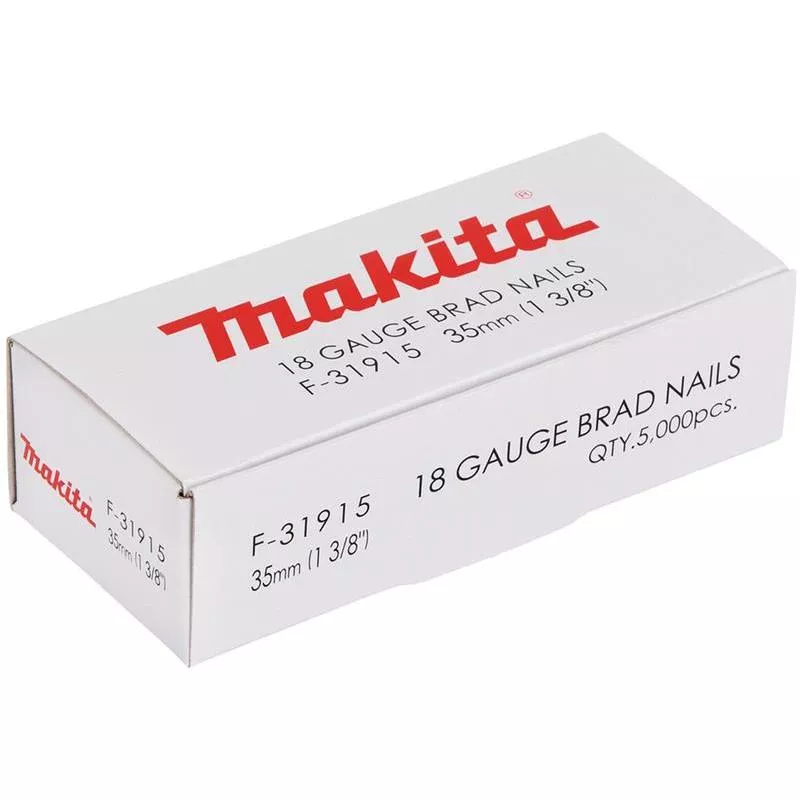 makita®
18 GAUGE BRAD NAILS
F-31915 35mm (1 3/8")
makita
F-31915
35mm (1 3/8")
F-31915
35mm (1 3/8")
18 GAUGE BRAD NAILS
QTY.5,000pcs.